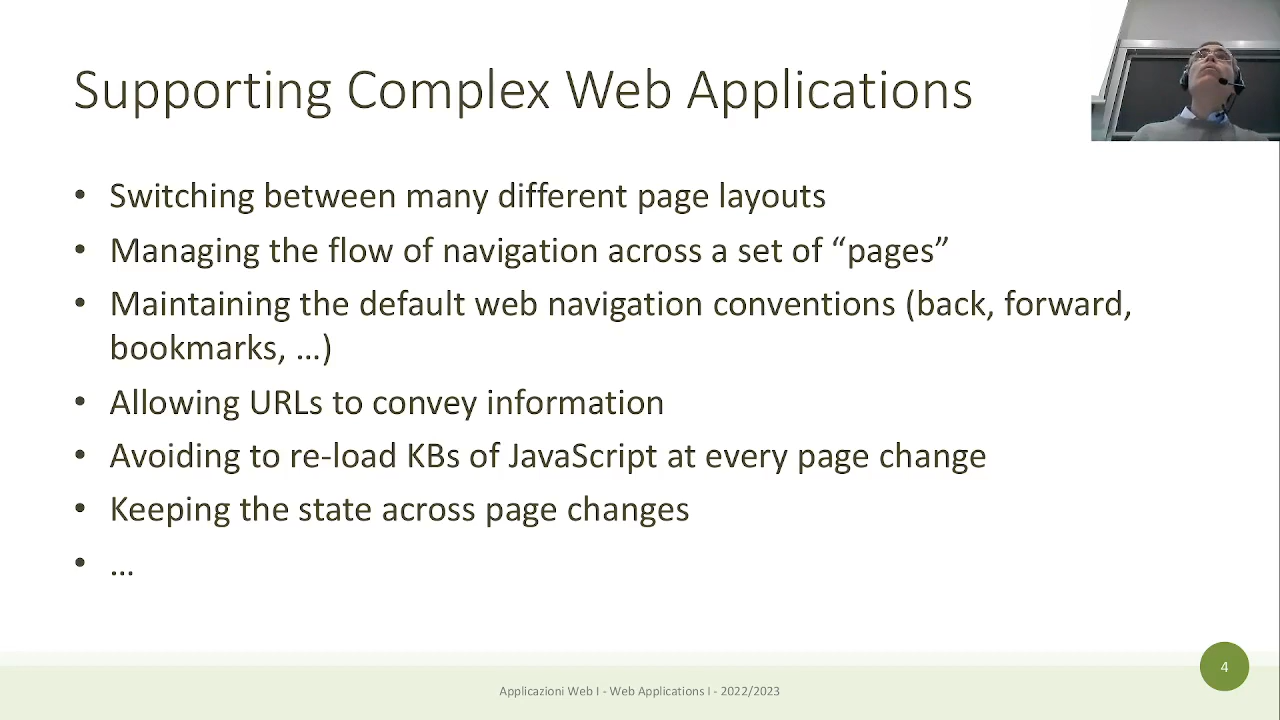 Supporting Complex Web Applications
• Switching between many different page layouts
• Managing the flow of navigation across a set of “pages”
• Maintaining the default web navigation conventions (back, forward,
bookmarks, …)
• Allowing URLs to convey information
• Avoiding to re-load KBs of JavaScript at every page change
• Keeping the state across page changes
• …
4
Applicazioni Web I - Web Applications I - 2022/2023